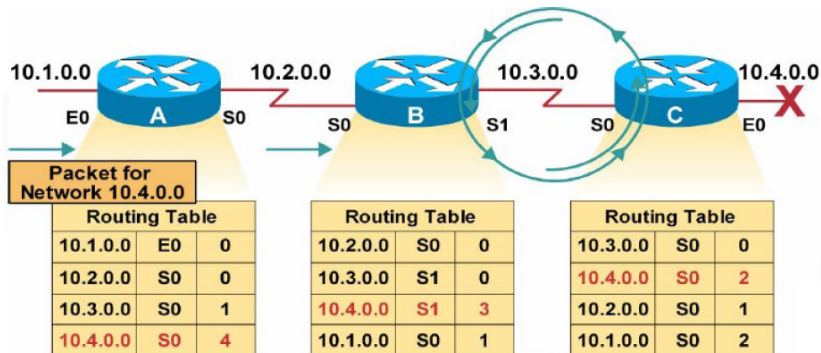 10.1.0.0 10.2.0.0 10.3.0.0 10.4.0.0
A B C
E0 S0 S0 S1 S0 E0
X
Packet for
Network 10.4.0.0
Routing Table
10.1.0.0 E0 0
10.2.0.0 S0 0
10.3.0.0 S0 1
10.4.0.0 S0 4
Routing Table
10.2.0.0 S0 0
10.3.0.0 S1 0
10.4.0.0 S1 3
10.1.0.0 S0 1
Routing Table
10.3.0.0 S0 0
10.4.0.0 S0 2
10.2.0.0 S0 1
10.1.0.0 S0 2